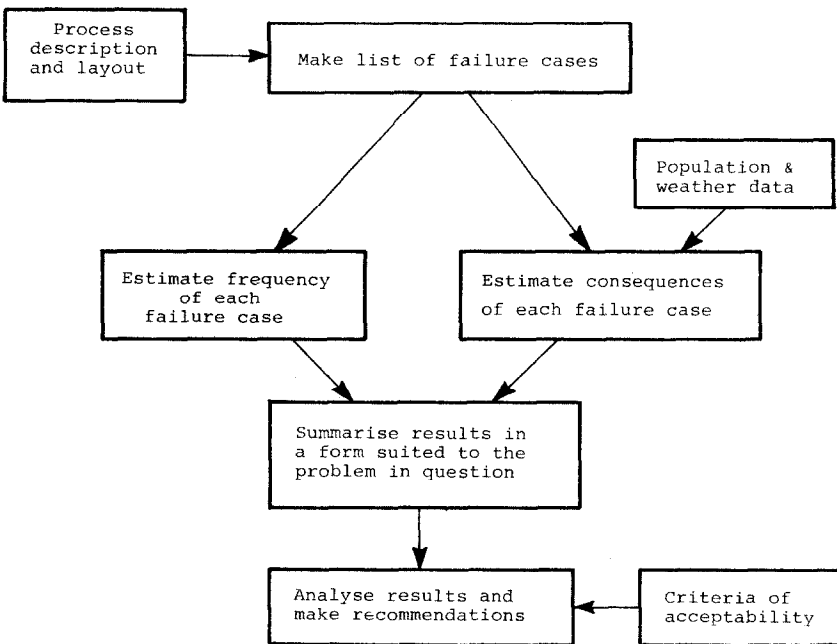 Process
description
and layout
Make list of failure cases
Population &
weather data
Estimate frequency
of each
failure case
Estimate consequences
of each failure case
Summarise results in
a form suited to the
problem in question
Analyse results and
make recommendations
Criteria of
acceptability